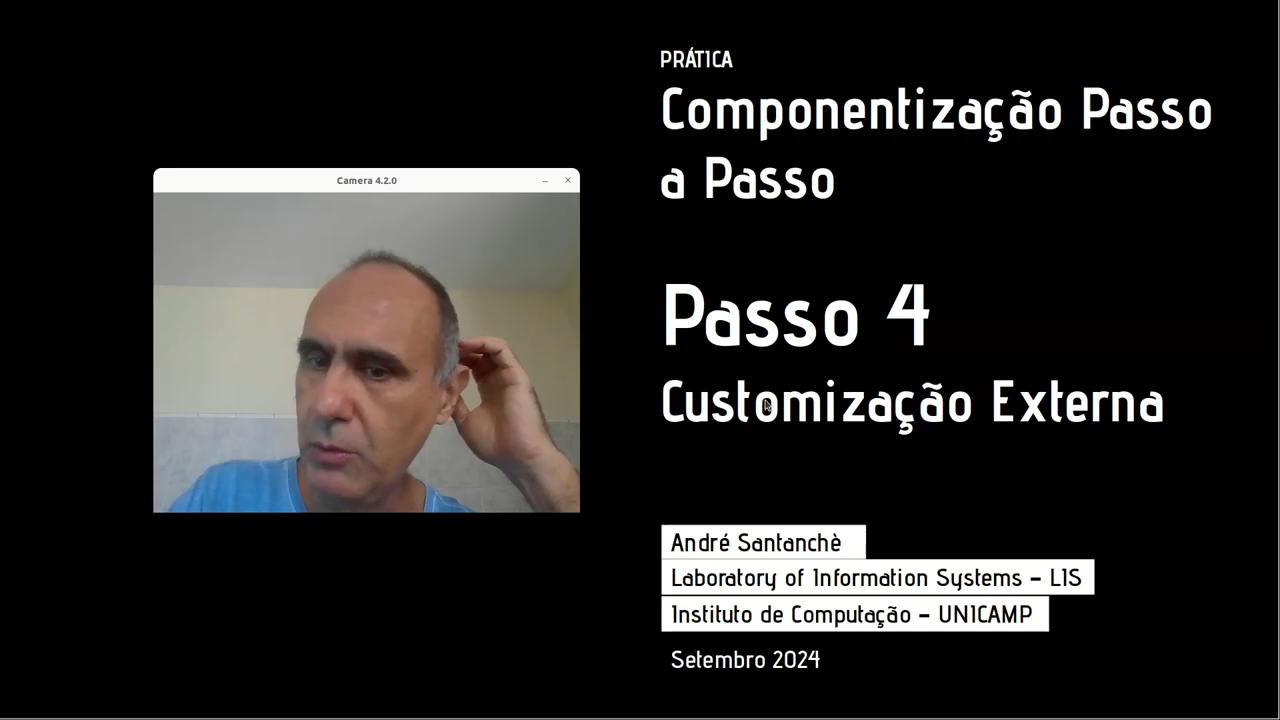 PRÁTICA
Componentização Passo
a Passo
Camera 4.2.0
Passo 4
Customização Externa
André Santanchè
Laboratory of Information Systems – LIS
Instituto de Computação – UNICAMP
Setembro 2024